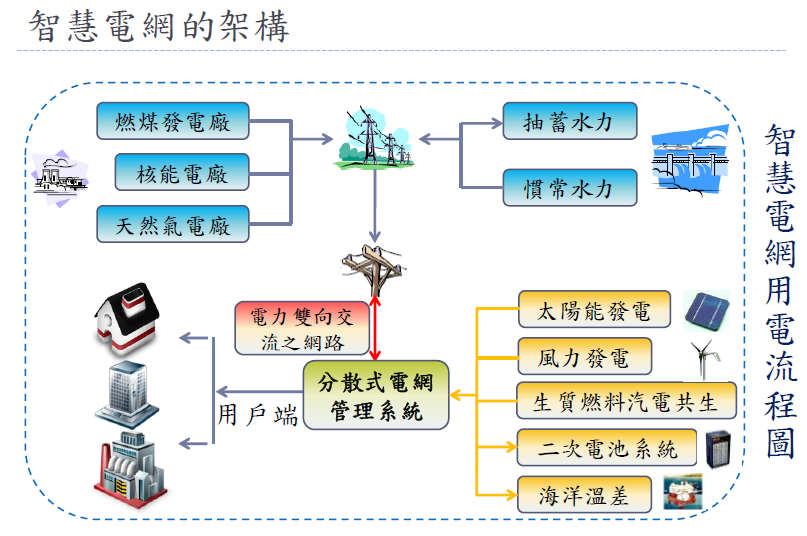 智慧電網的架構
燃煤發電廠
核能電廠
天然氣電廠
抽蓄水力
慣常水力
電力雙向交
流之網路
分散式電網
管理系統
用戶端
太陽能發電
風力發電
生質燃料汽電共生
二次電池系統
海洋溫差
智慧電網用電流程圖